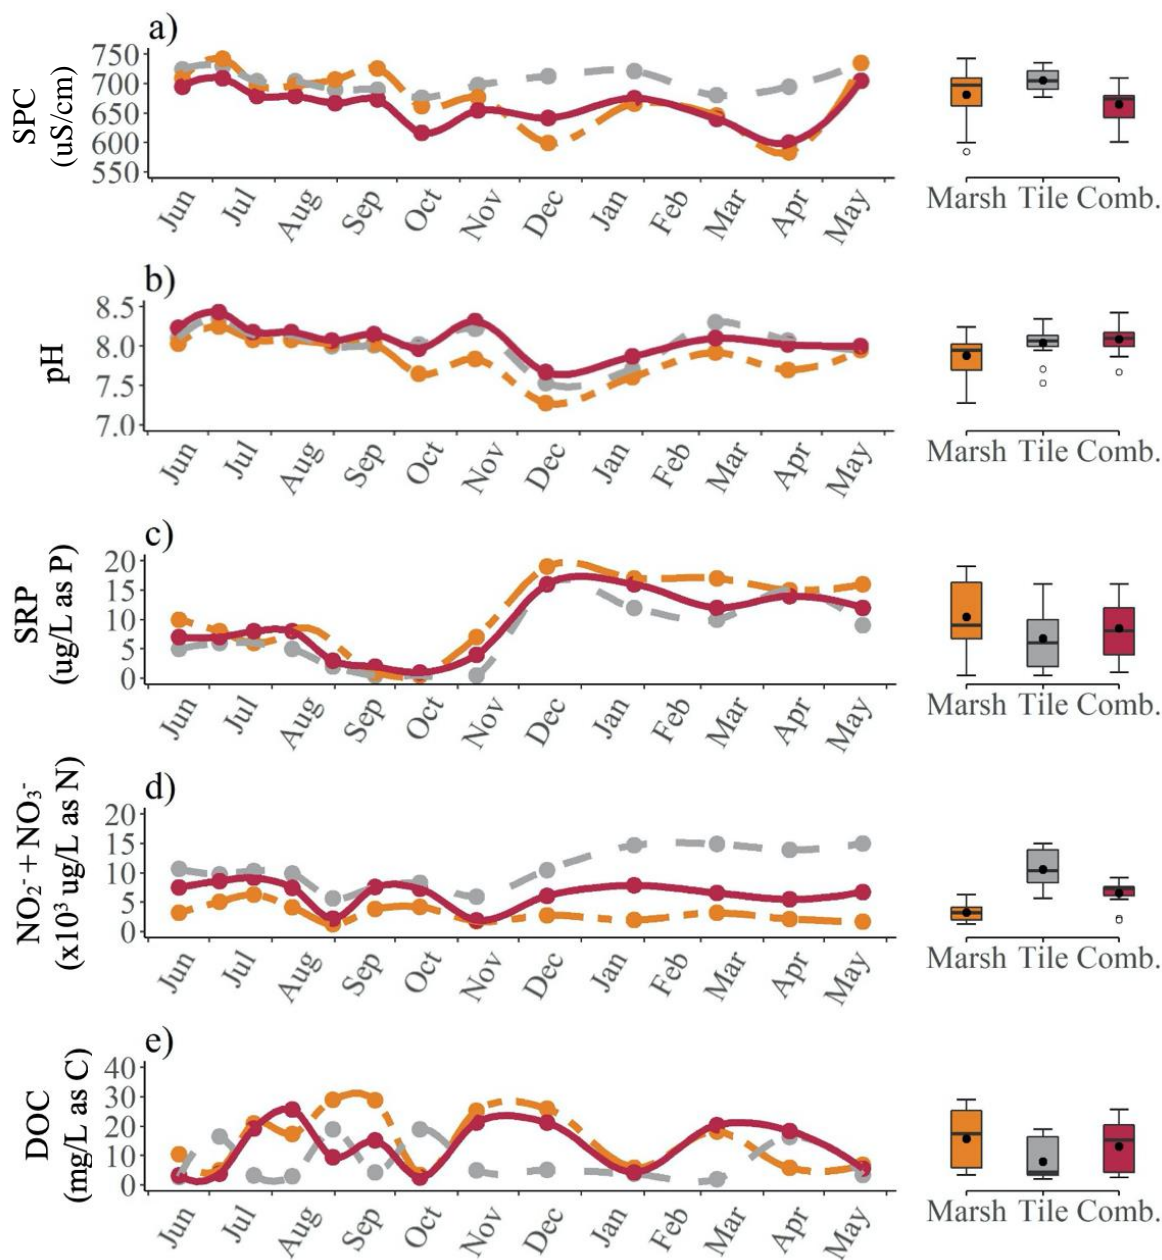 a)
SPC
(uS/cm)
750
700
650
600
550
Jun Jul Aug Sep Oct Nov Dec Jan Feb Mar Apr May
Marsh Tile Comb.
b)
pH
8.5
8.0
7.5
7.0
Jun Jul Aug Sep Oct Nov Dec Jan Feb Mar Apr May
Marsh Tile Comb.
c)
SRP
(ug/L as P)
20
15
10
5
0
Jun Jul Aug Sep Oct Nov Dec Jan Feb Mar Apr May
Marsh Tile Comb.
d)
NO₂⁻ + NO₃⁻
(x10³ ug/L as N)
20
15
10
5
0
Jun Jul Aug Sep Oct Nov Dec Jan Feb Mar Apr May
Marsh Tile Comb.
e)
DOC
(mg/L as C)
40
30
20
10
0
Jun Jul Aug Sep Oct Nov Dec Jan Feb Mar Apr May
Marsh Tile Comb.